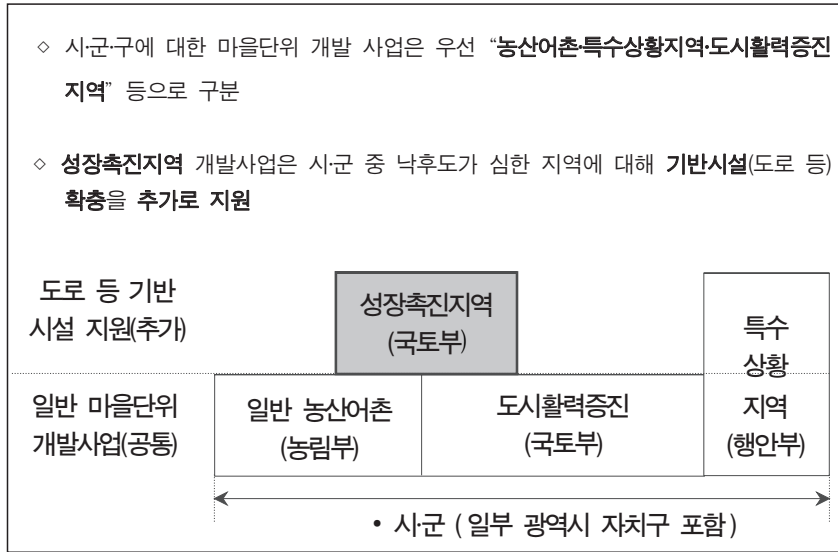 ◇ 시·군·구에 대한 마을단위 개발 사업은 우선 “농산어촌·특수상황지역·도시활력증진
지역” 등으로 구분
◇ 성장촉진지역 개발사업은 시·군 중 낙후도가 심한 지역에 대해 기반시설(도로 등)
확충을 추가로 지원
도로 등 기반
시설 지원(추가)
성장촉진지역
(국토부)
특수
상황
지역
(행안부)
일반 마을단위
개발사업(공통)
일반 농산어촌
(농림부)
도시활력증진
(국토부)
• 시·군 ( 일부 광역시 자치구 포함 )